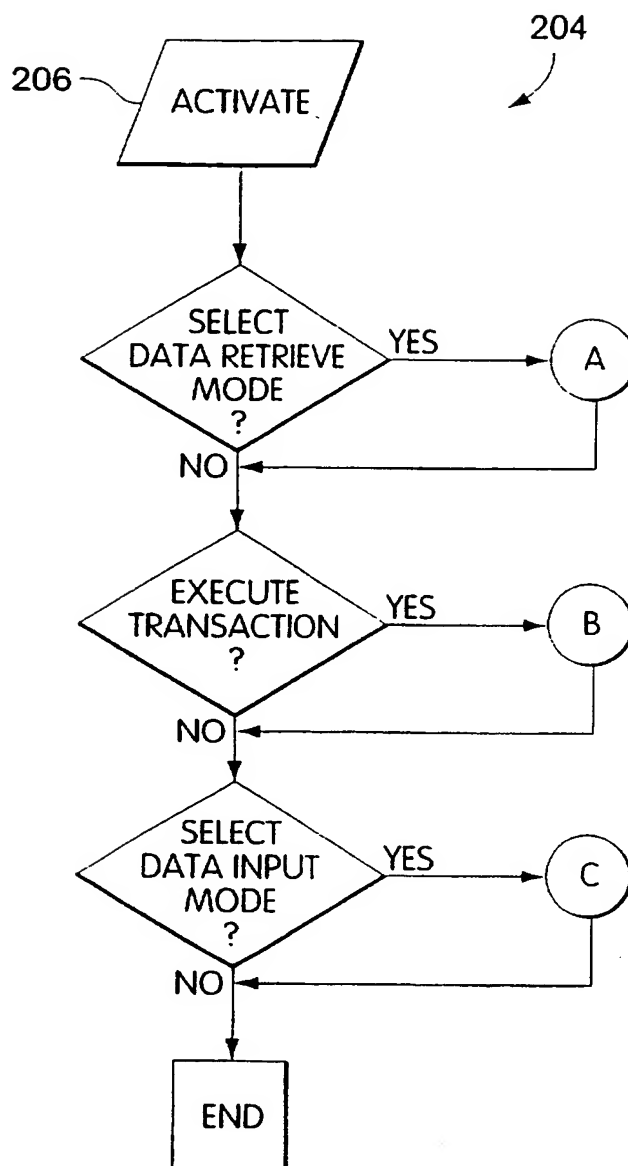 204
206
ACTIVATE
SELECT
DATA RETRIEVE
MODE
?
YES
A
NO
EXECUTE
TRANSACTION
?
YES
B
NO
SELECT
DATA INPUT
MODE
?
YES
C
NO
END